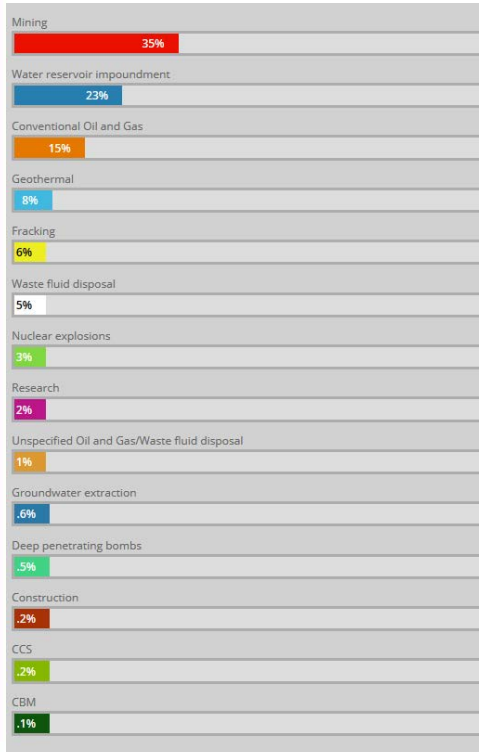 Mining
35%
Water reservoir impoundment
23%
Conventional Oil and Gas
15%
Geothermal
8%
Fracking
6%
Waste fluid disposal
5%
Nuclear explosions
3%
Research
2%
Unspecified Oil and Gas/Waste fluid disposal
1%
Groundwater extraction
.6%
Deep penetrating bombs
.5%
Construction
.2%
CCS
.2%
CBM
.1%